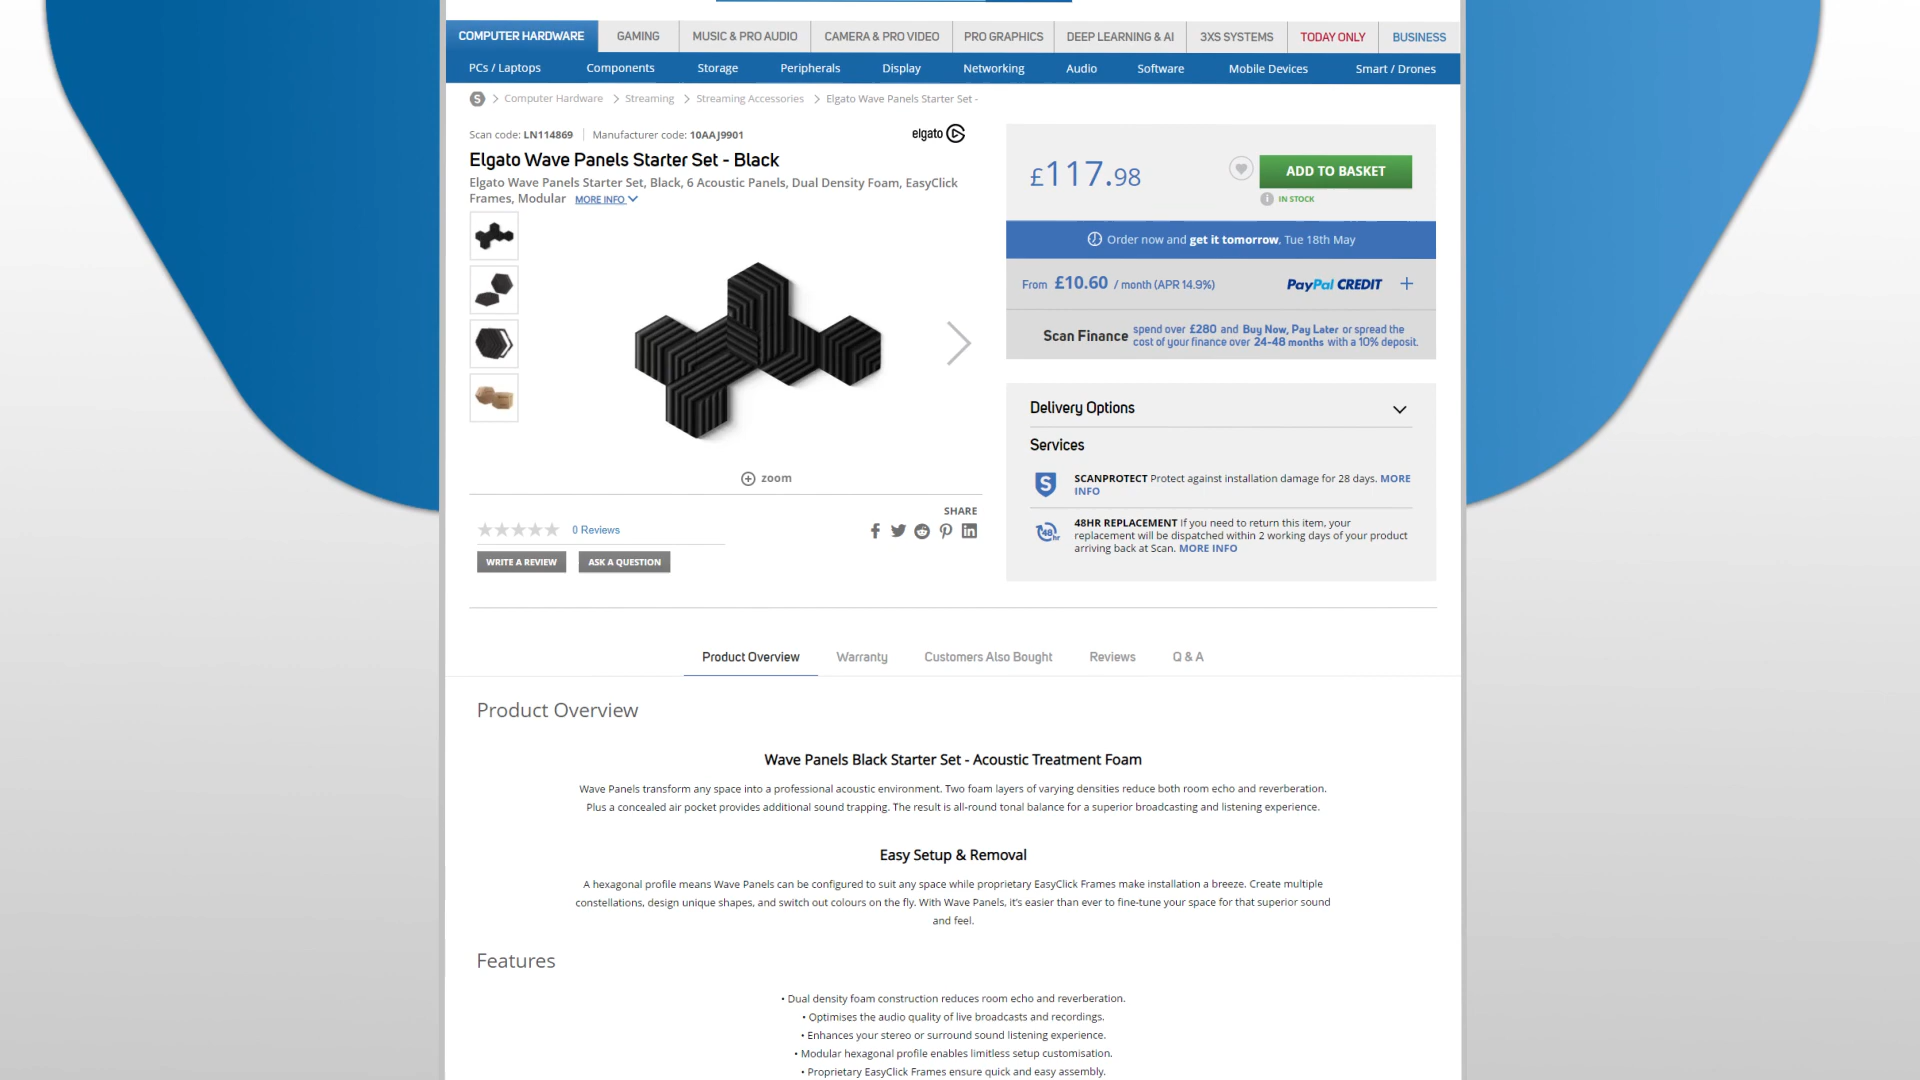 COMPUTER HARDWARE GAMING MUSIC & PRO AUDIO CAMERA & PRO VIDEO PRO GRAPHICS DEEP LEARNING & AI 3XS SYSTEMS TODAY ONLY BUSINESS
PCs / Laptops Components Storage Peripherals Display Networking Audio Software Mobile Devices Smart / Drones
S > Computer Hardware > Streaming > Streaming Accessories > Elgato Wave Panels Starter Set -
Scan code: LN114869 | Manufacturer code: 10AAJ9901
elgato
Elgato Wave Panels Starter Set - Black
Elgato Wave Panels Starter Set, Black, 6 Acoustic Panels, Dual Density Foam, EasyClick
Frames, Modular MORE INFO
zoom
SHARE
0 Reviews
WRITE A REVIEW ASK A QUESTION
£117.98
ADD TO BASKET
IN STOCK
Order now and get it tomorrow, Tue 18th May
From £10.60 / month (APR 14.9%) PayPal CREDIT +
Scan Finance spend over £280 and Buy Now, Pay Later or spread the
cost of your finance over 24-48 months with a 10% deposit.
Delivery Options
Services
SCANPROTECT Protect against installation damage for 28 days. MORE
INFO
48HR REPLACEMENT If you need to return this item, your
replacement will be dispatched within 2 working days of your product
arriving back at Scan. MORE INFO
Product Overview Warranty Customers Also Bought Reviews Q & A
Product Overview
Wave Panels Black Starter Set - Acoustic Treatment Foam
Wave Panels transform any space into a professional acoustic environment. Two foam layers of varying densities reduce both room echo and reverberation.
Plus a concealed air pocket provides additional sound trapping. The result is all-round tonal balance for a superior broadcasting and listening experience.
Easy Setup & Removal
A hexagonal profile means Wave Panels can be configured to suit any space while proprietary EasyClick Frames make installation a breeze. Create multiple
constellations, design unique shapes, and switch out colours on the fly. With Wave Panels, it's easier than ever to fine-tune your space for that superior sound
and feel.
Features
• Dual density foam construction reduces room echo and reverberation.
• Optimises the audio quality of live broadcasts and recordings.
• Enhances your stereo or surround sound listening experience.
• Modular hexagonal profile enables limitless setup customisation.
• Proprietary EasyClick Frames ensure quick and easy assembly.